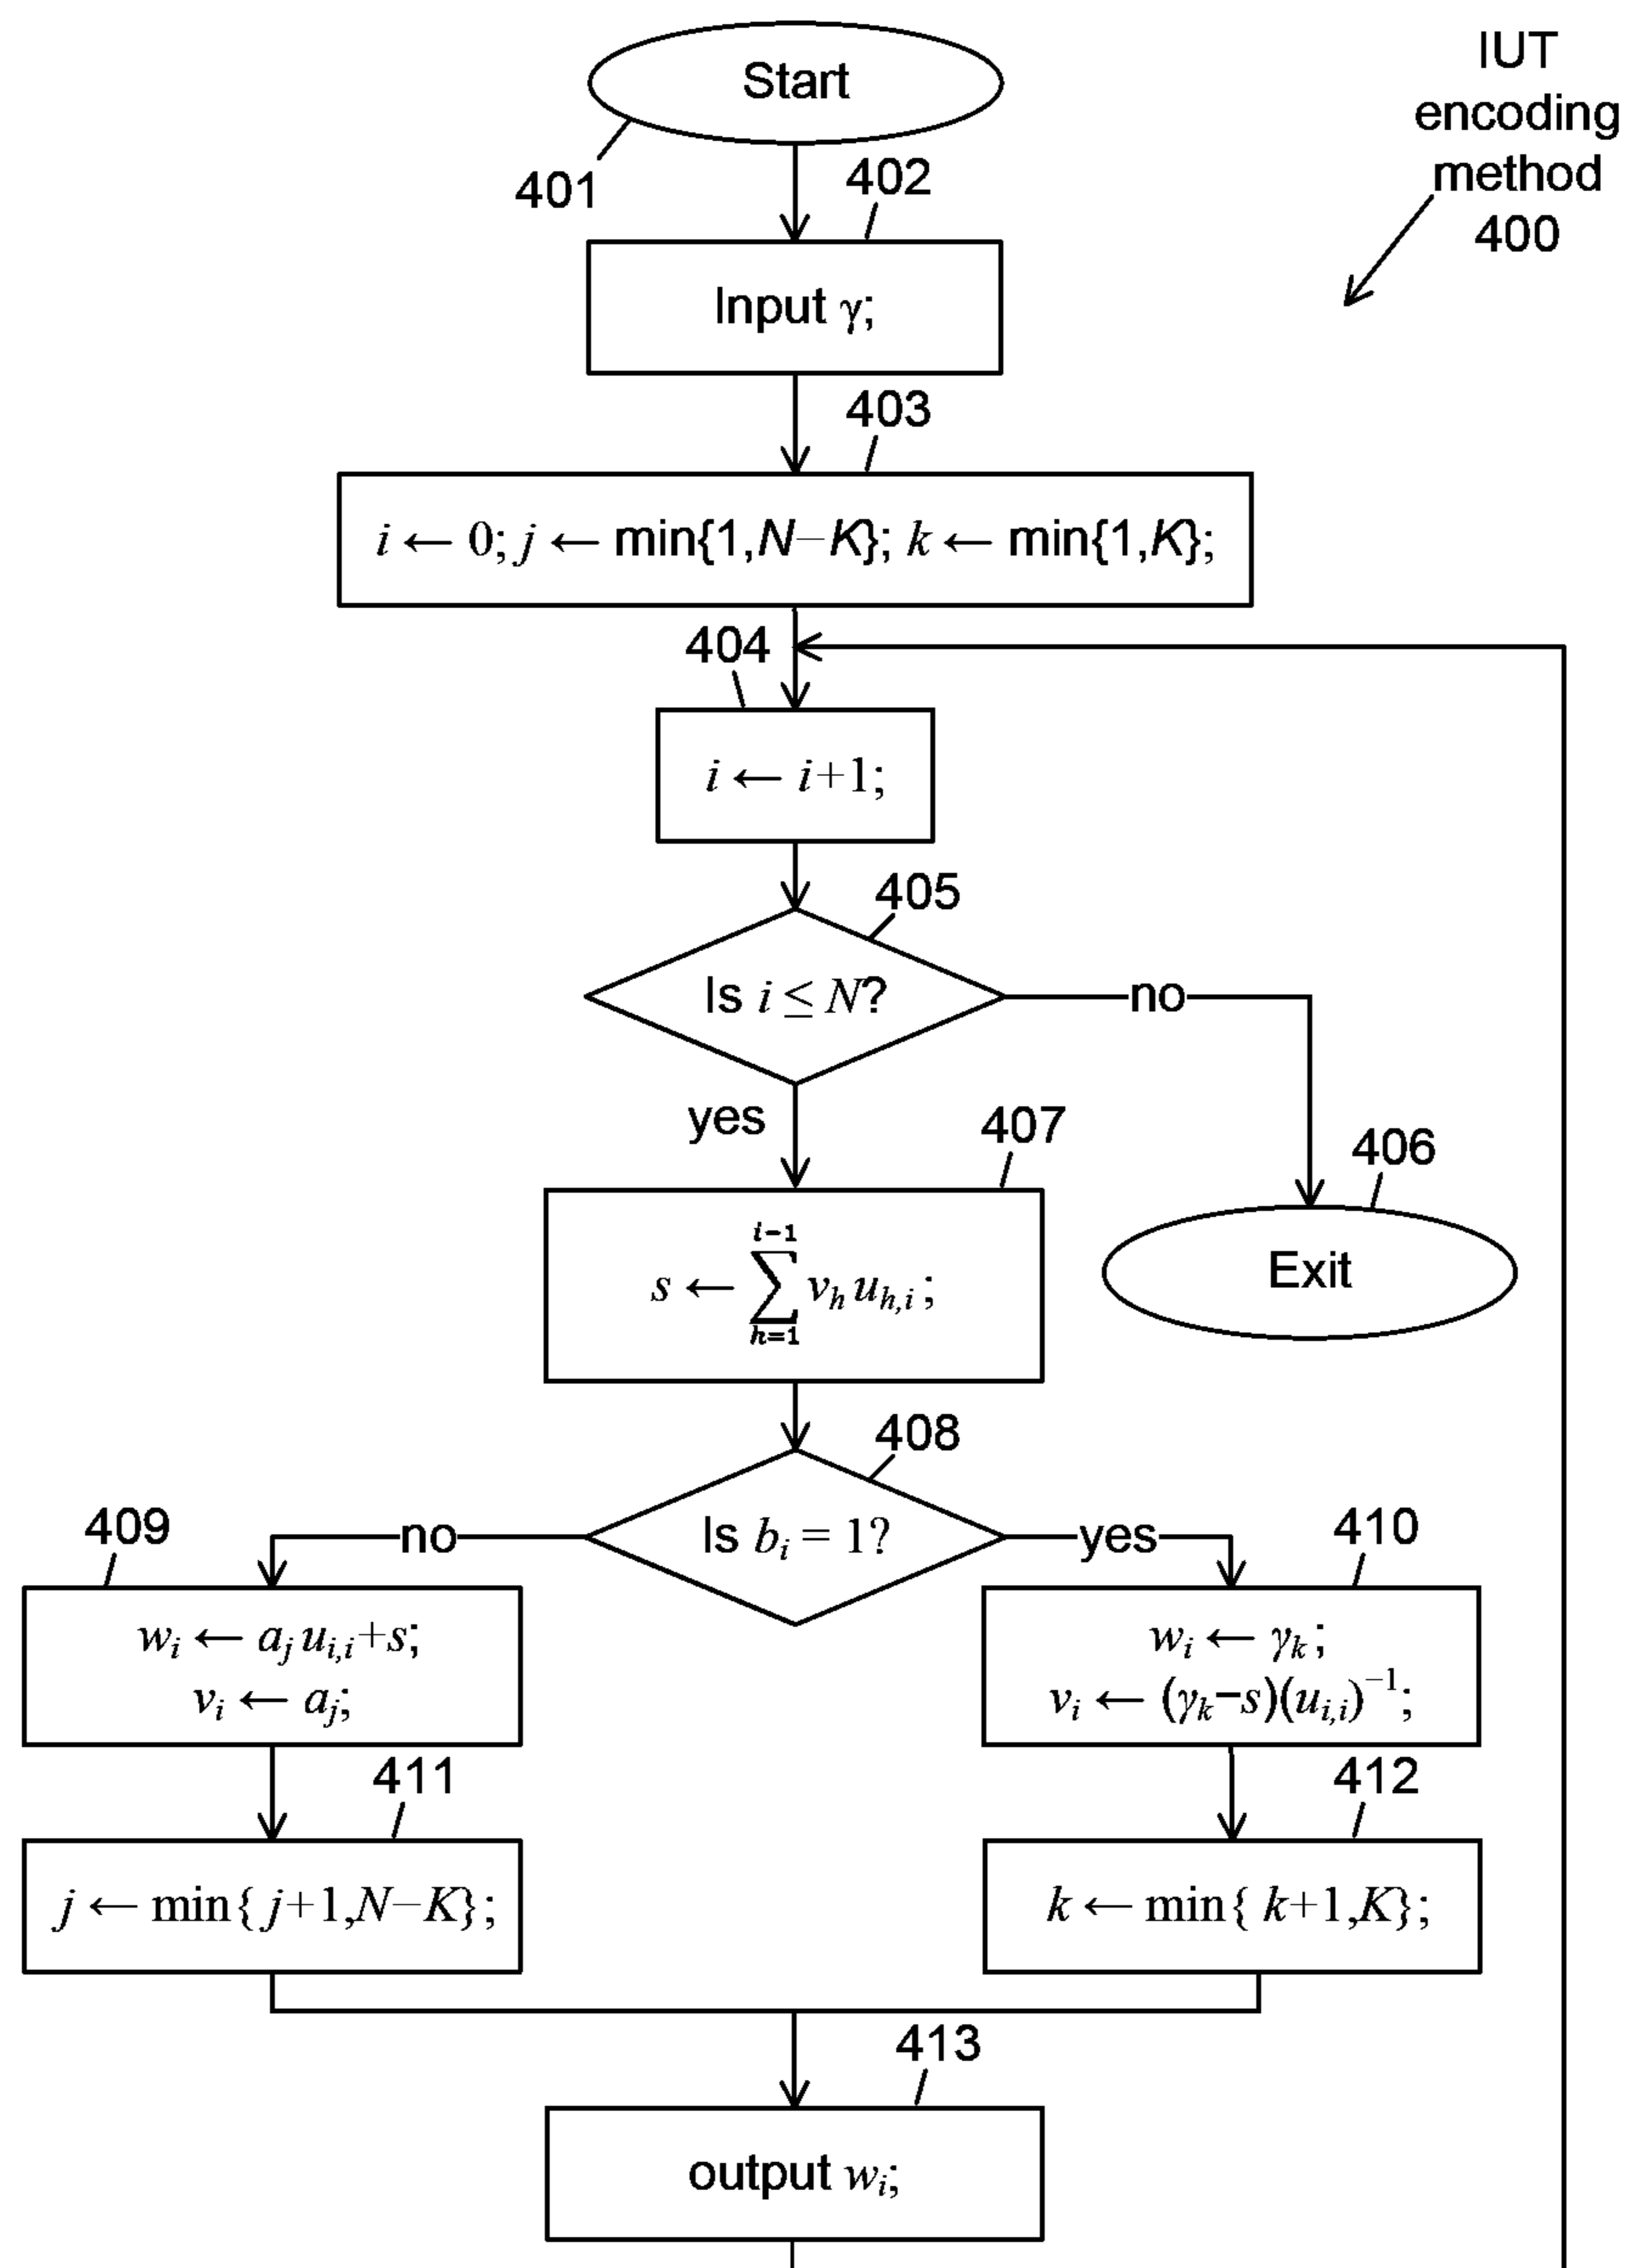 Start
IUT
encoding
method
400
401
402
Input γ;
403
i ← 0; j ← min{1,N−K}; k ← min{1,K};
404
i ← i+1;
405
Is i ≤ N?
no
yes
407
406
s ← ∑_{h=1}^{i−1} v_h u_{h,i};
Exit
408
Is b_i = 1?
409
no
yes
410
w_i ← a_j u_{i,i}+s;
v_i ← a_j;
w_i ← γ_k;
v_i ← (γ_k−s)(u_{i,i})^{−1};
411
412
j ← min{ j+1,N−K};
k ← min{ k+1,K};
413
output w_i;